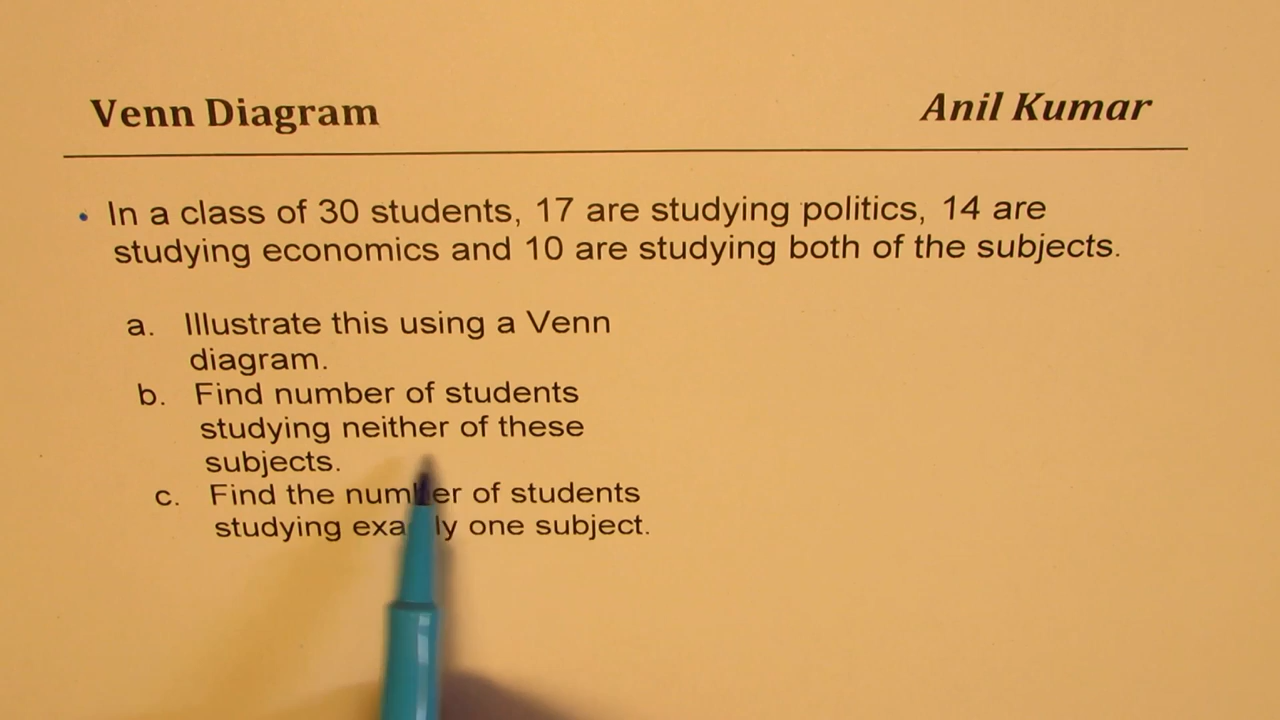 Venn Diagram
Anil Kumar
• In a class of 30 students, 17 are studying politics, 14 are
studying economics and 10 are studying both of the subjects.
a. Illustrate this using a Venn
diagram.
b. Find number of students
studying neither of these
subjects.
c. Find the number of students
studying exactly one subject.